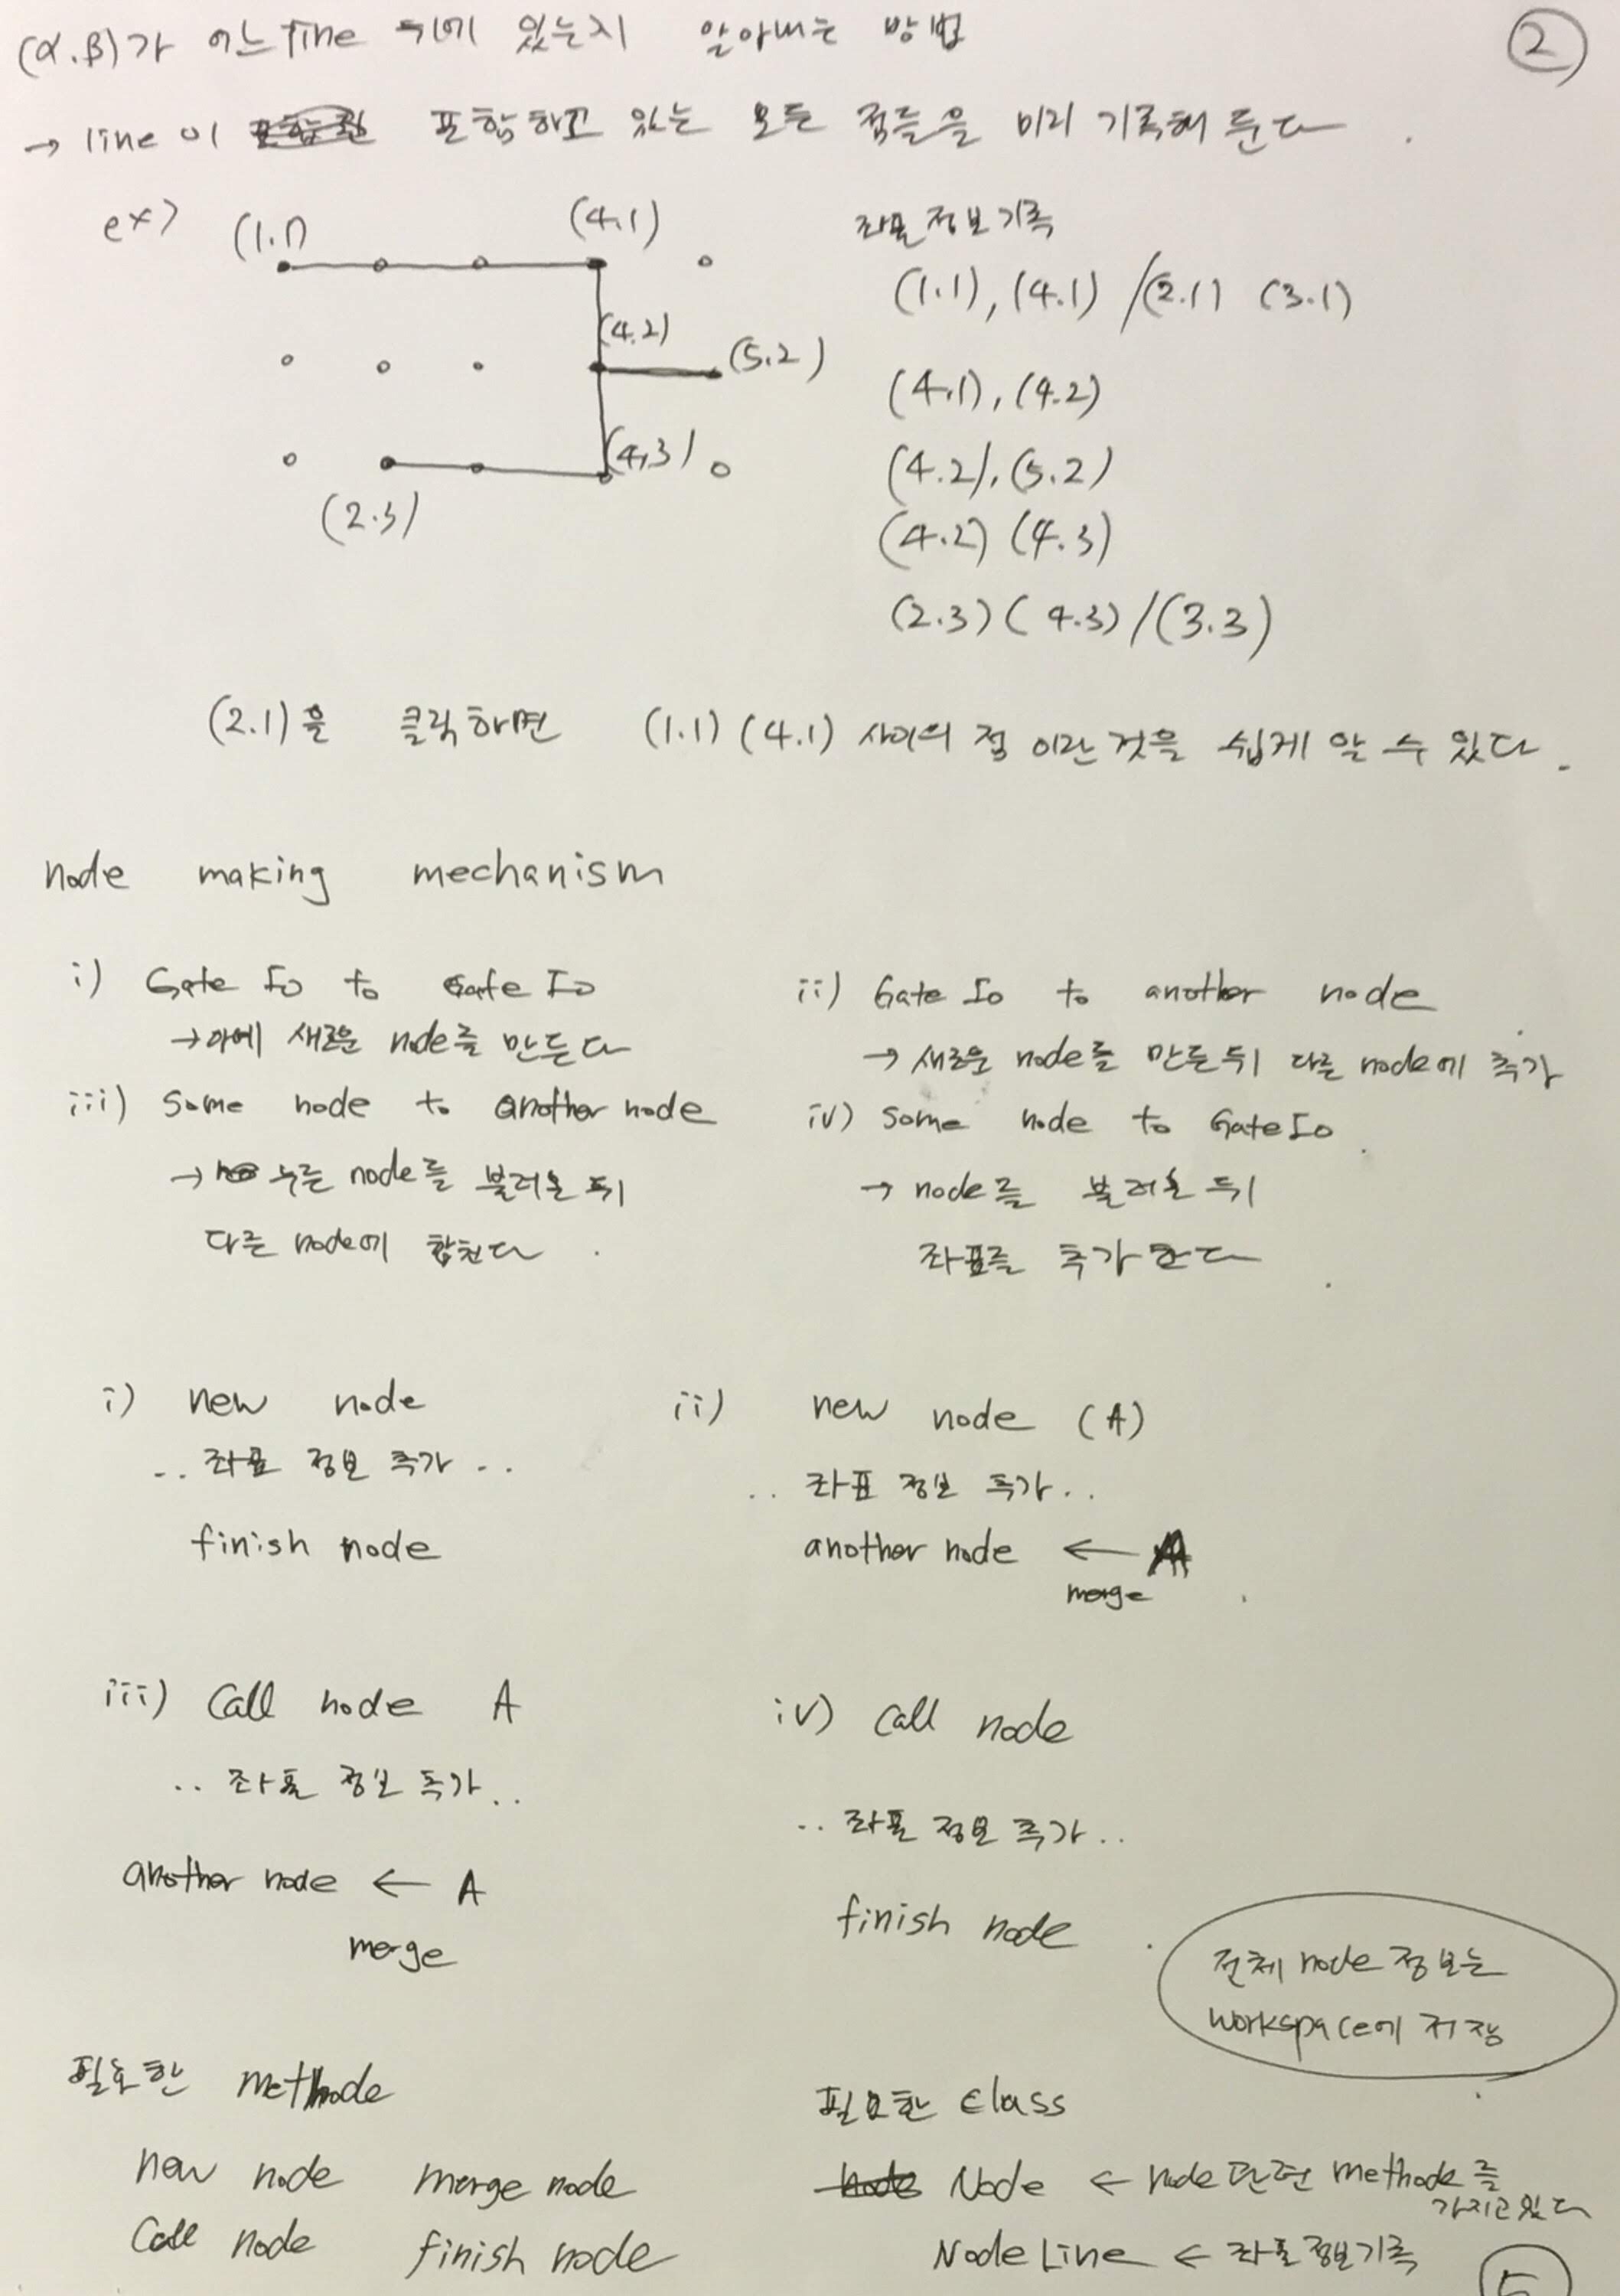 (α.β)가 어느 line 위에 있는지 알아내는 방법
②
→ line 이 포함하고 있는 모든 점들을 미리 기록해 둔다.
ex) (1.1) (4.1)
(4.2) (5.2)
(4,3)
(2.3)
좌표 정보 기록
(1.1), (4.1) / (2.1) (3.1)
(4.1), (4.2)
(4.2), (5.2)
(4.2) (4.3)
(2.3) (4.3) / (3.3)
(2.1)을 클릭하면 (1.1) (4.1) 사이의 점 이란 것을 쉽게 알 수 있다.
node making mechanism
i) Gate Io to Gate Io
→ 아예 새로운 node를 만든다
ii) Gate Io to another node
→ 새로운 node를 만든 뒤 다른 node에 추가
iii) some node to another node
→ 누른 node를 불러온 뒤
다른 node에 합친다.
iv) some node to Gate Io.
→ node를 불러온 뒤
좌표를 추가 한다.
i) new node
.. 좌표 정보 추가 ..
finish node
ii) new node (A)
.. 좌표 정보 추가 ..
another node ← A
merge
iii) Call node A
.. 좌표 정보 추가 ..
another node ← A
merge
iv) Call node
.. 좌표 정보 추가 ..
finish node.
전체 node 정보는
workspace에 저장
필요한 methode
new node merge node
Call node finish node
필요한 Class
Node ← node 관련 methode를
가지고 있다
Node Line ← 좌표 정보 기록
5